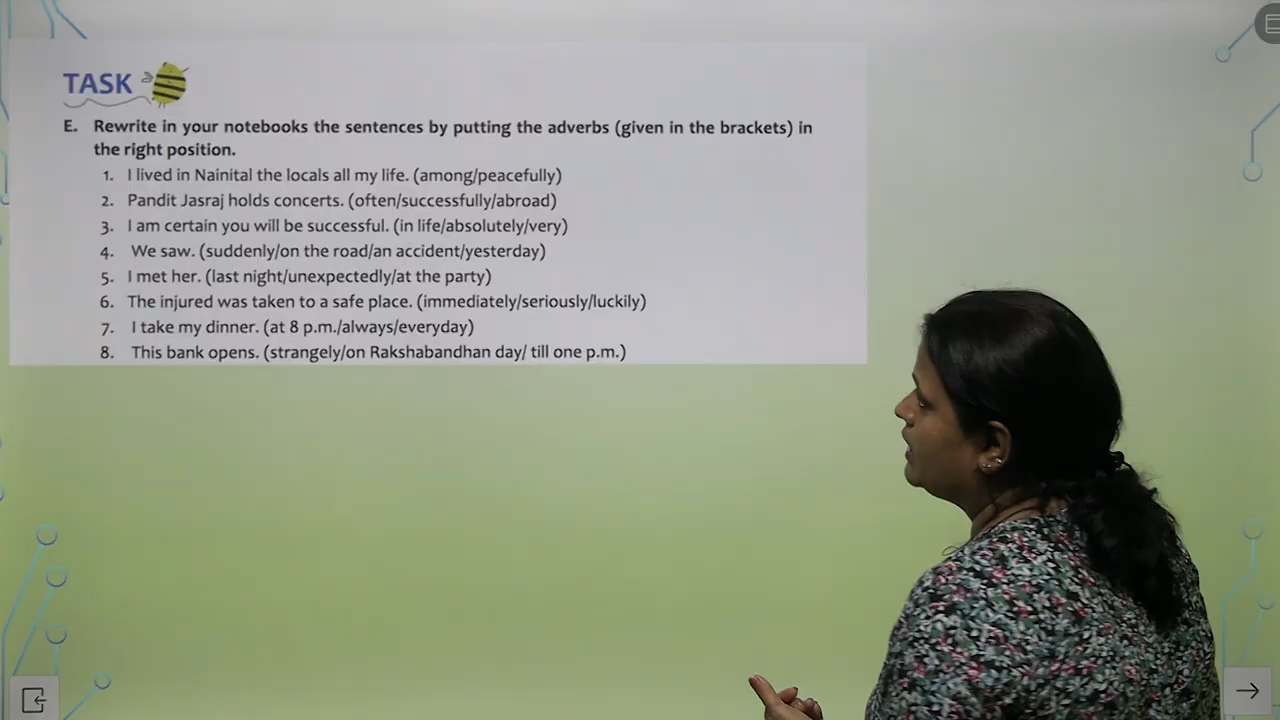 TASK
E. Rewrite in your notebooks the sentences by putting the adverbs (given in the brackets) in
the right position.
1. I lived in Nainital the locals all my life. (among/peacefully)
2. Pandit Jasraj holds concerts. (often/successfully/abroad)
3. I am certain you will be successful. (in life/absolutely/very)
4. We saw. (suddenly/on the road/an accident/yesterday)
5. I met her. (last night/unexpectedly/at the party)
6. The injured was taken to a safe place. (immediately/seriously/luckily)
7. I take my dinner. (at 8 p.m./always/everyday)
8. This bank opens. (strangely/on Rakshabandhan day/ till one p.m.)